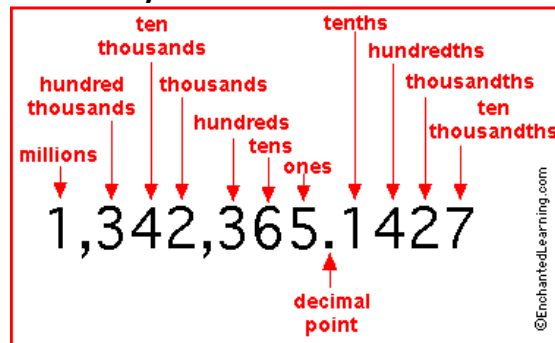 ten
thousands
tenths
hundredths
hundred
thousands
thousands
thousandths
ten
thousandths
hundreds
tens
ones
millions
1,342,365.1427
decimal
point
©EnchantedLearning.com